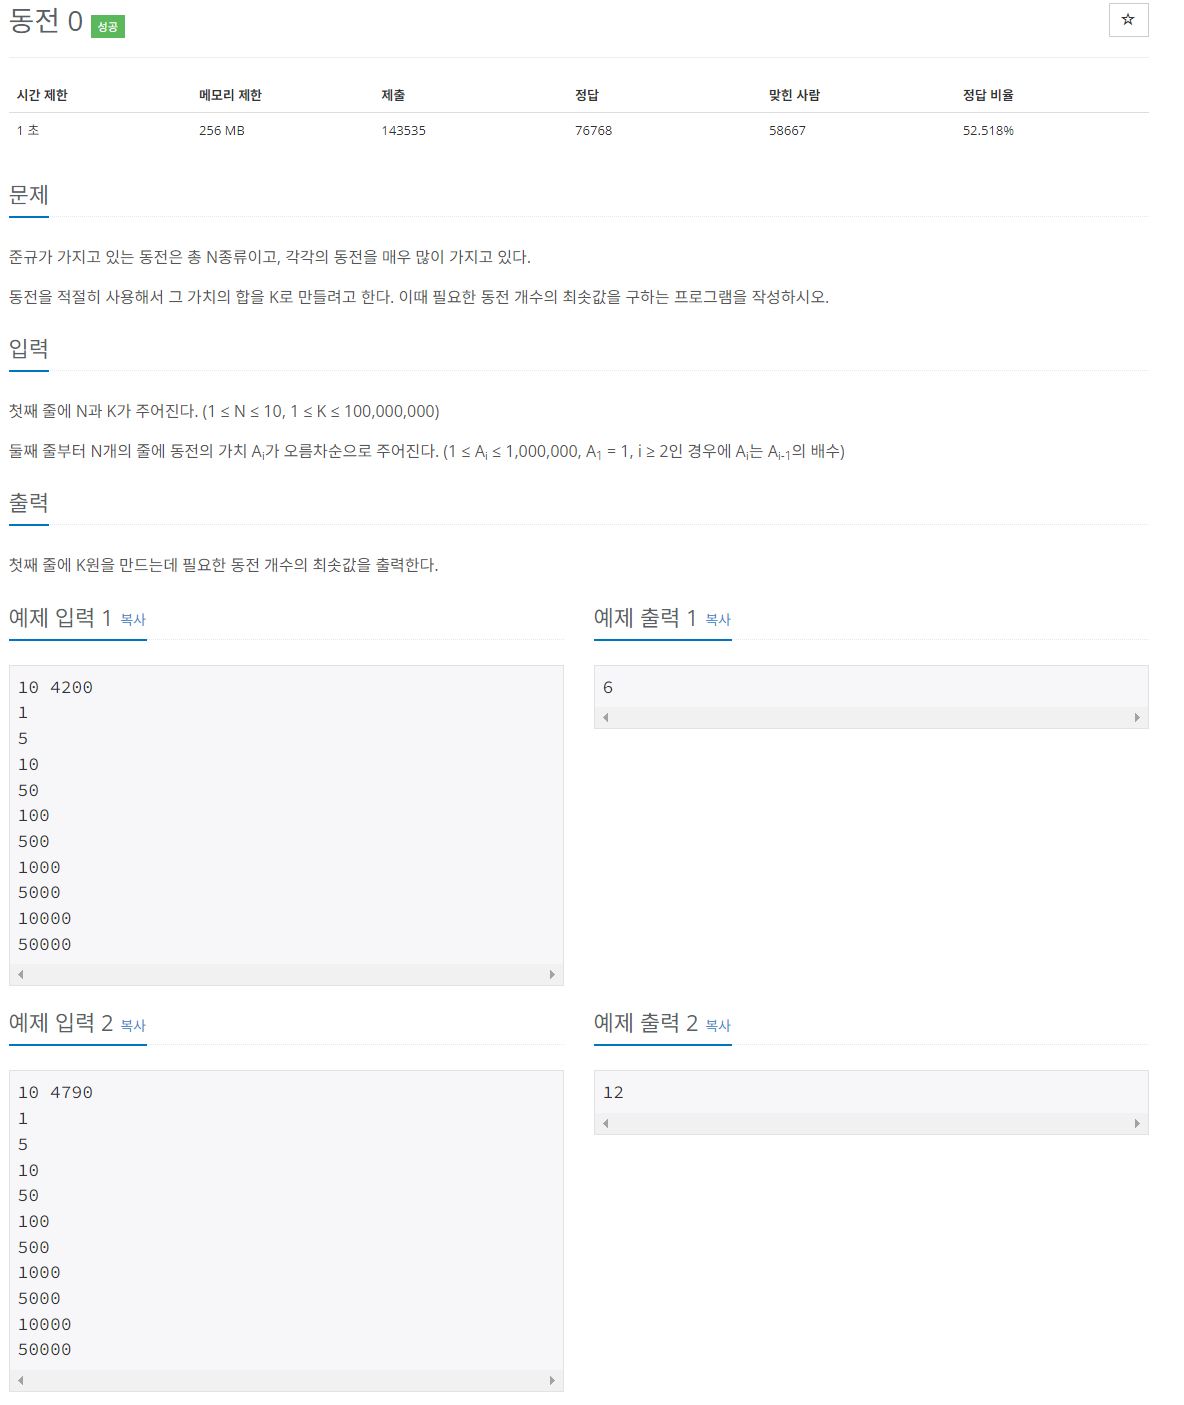 동전 0 성공
☆
시간 제한 메모리 제한 제출 정답 맞힌 사람 정답 비율
1 초 256 MB 143535 76768 58667 52.518%
문제
준규가 가지고 있는 동전은 총 N종류이고, 각각의 동전을 매우 많이 가지고 있다.
동전을 적절히 사용해서 그 가치의 합을 K로 만들려고 한다. 이때 필요한 동전 개수의 최솟값을 구하는 프로그램을 작성하시오.
입력
첫째 줄에 N과 K가 주어진다. (1 ≤ N ≤ 10, 1 ≤ K ≤ 100,000,000)
둘째 줄부터 N개의 줄에 동전의 가치 Ai가 오름차순으로 주어진다. (1 ≤ Ai ≤ 1,000,000, A1 = 1, i ≥ 2인 경우에 Ai는 Ai-1의 배수)
출력
첫째 줄에 K원을 만드는데 필요한 동전 개수의 최솟값을 출력한다.
예제 입력 1 복사
10 4200
1
5
10
50
100
500
1000
5000
10000
50000
예제 출력 1 복사
6
예제 입력 2 복사
10 4790
1
5
10
50
100
500
1000
5000
10000
50000
예제 출력 2 복사
12